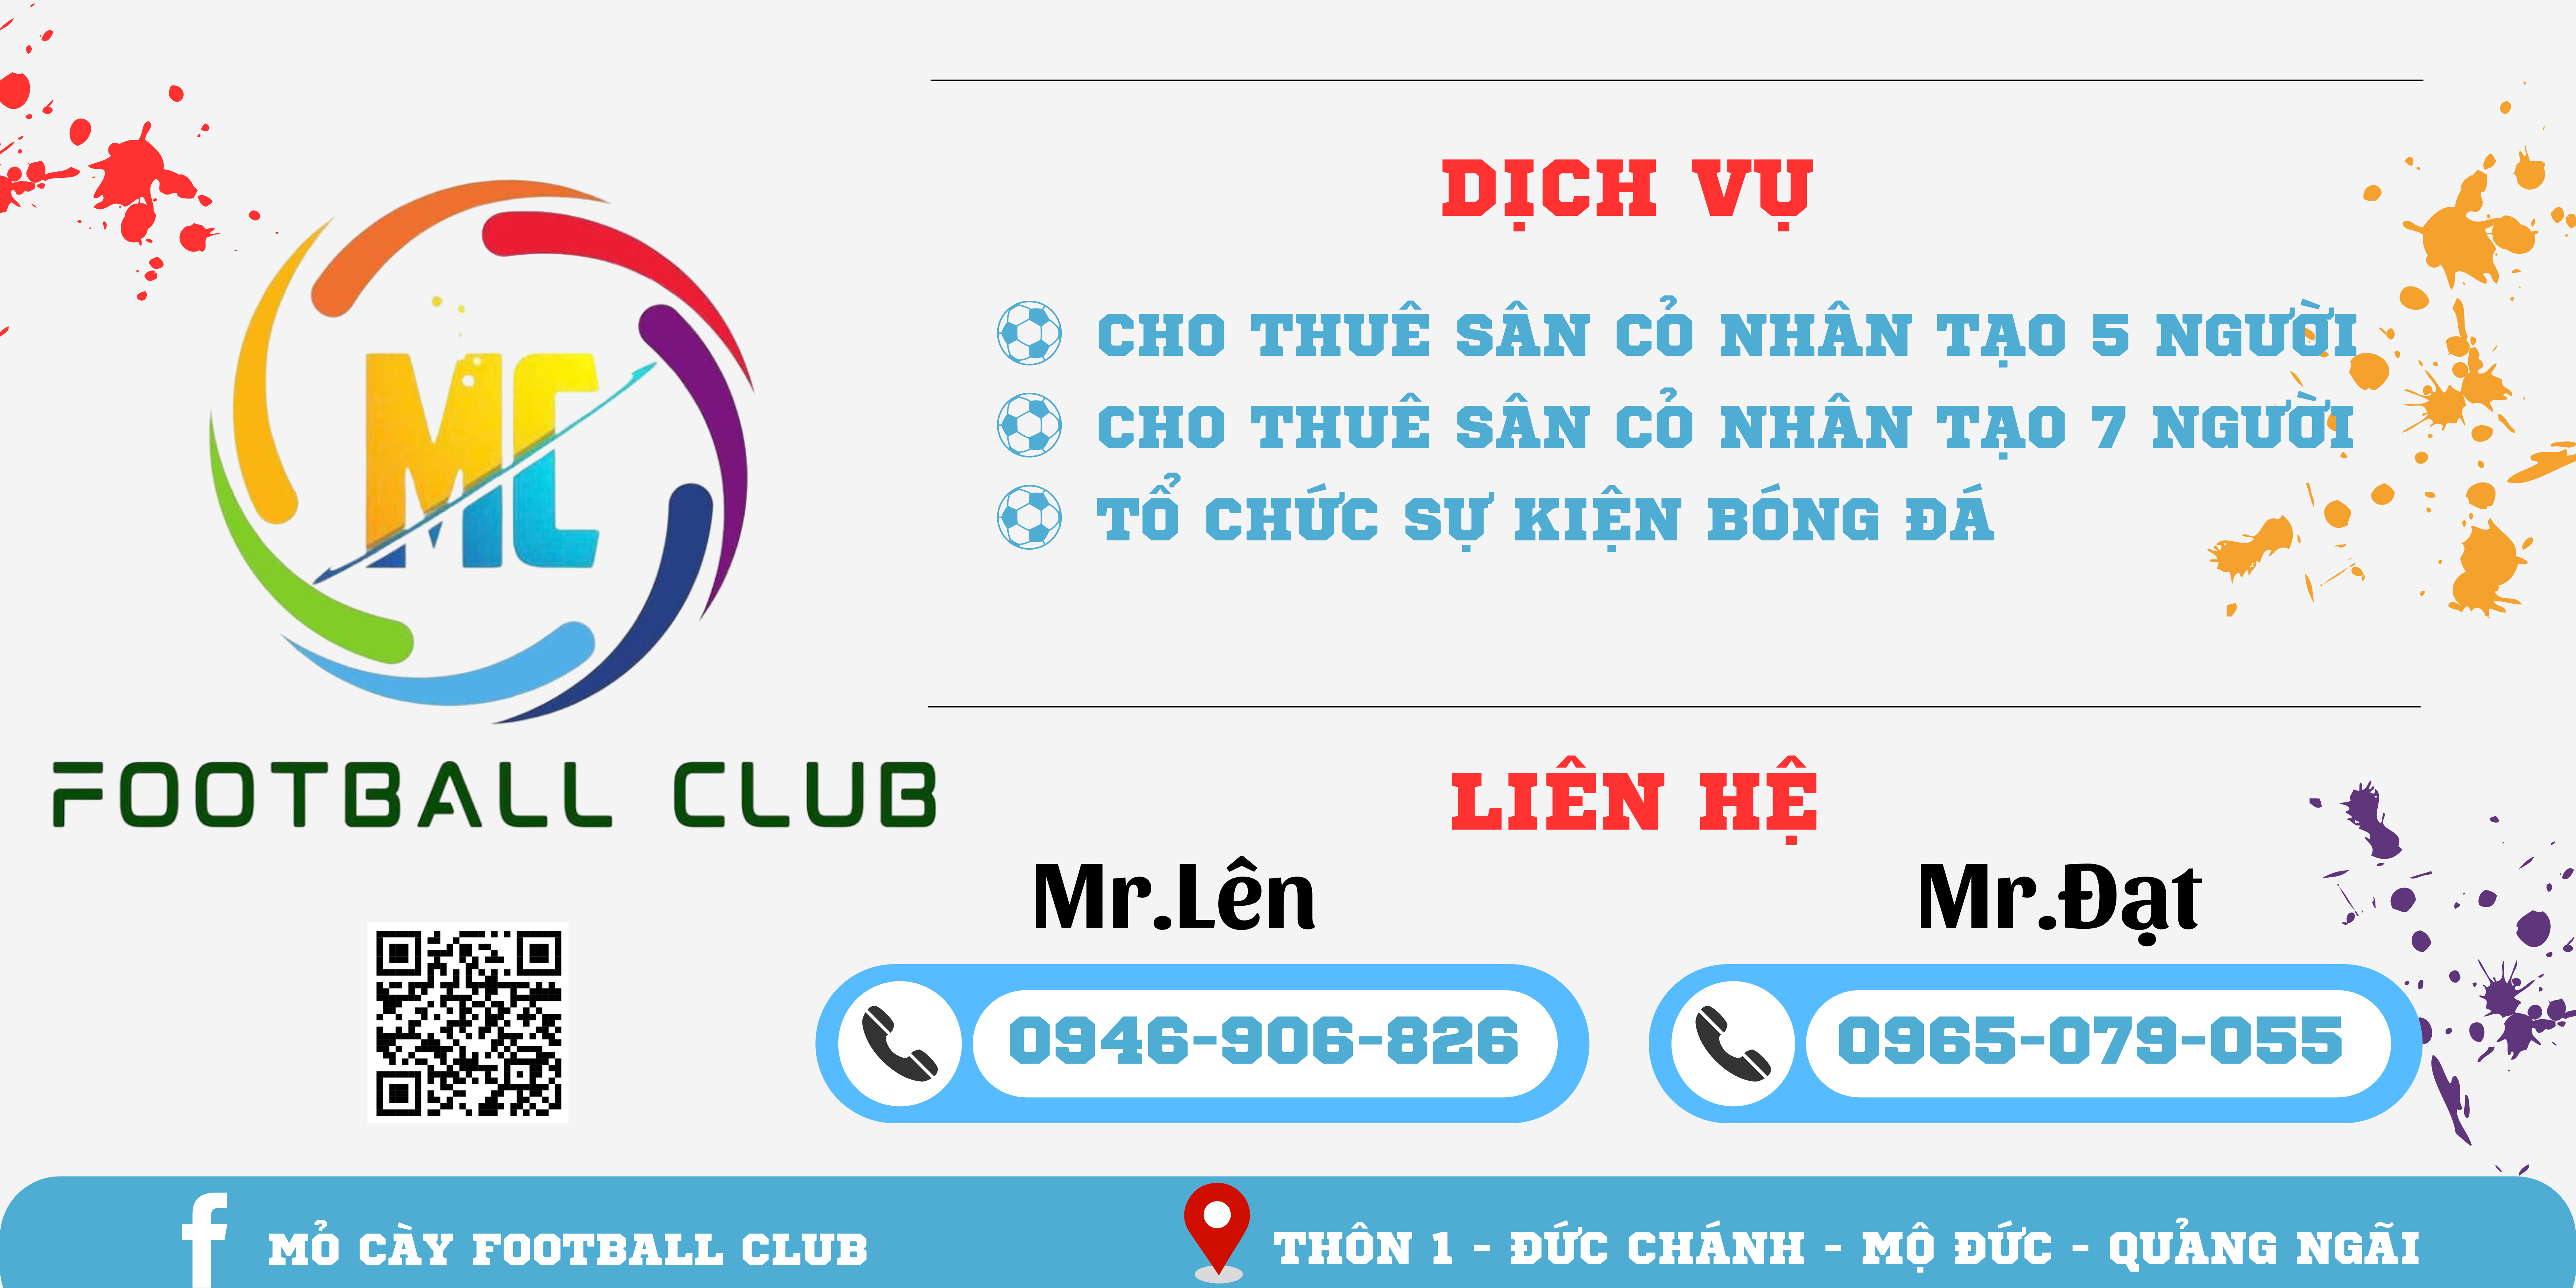 MC
FOOTBALL CLUB
DỊCH VỤ
CHO THUÊ SÂN CỎ NHÂN TẠO 5 NGƯỜI
CHO THUÊ SÂN CỎ NHÂN TẠO 7 NGƯỜI
TỔ CHỨC SỰ KIỆN BÓNG ĐÁ
LIÊN HỆ
Mr.Lên
0946-906-826
Mr.Đạt
0965-079-055
f MỎ CÀY FOOTBALL CLUB
THÔN 1 - ĐỨC CHÁNH - MỘ ĐỨC - QUẢNG NGÃI